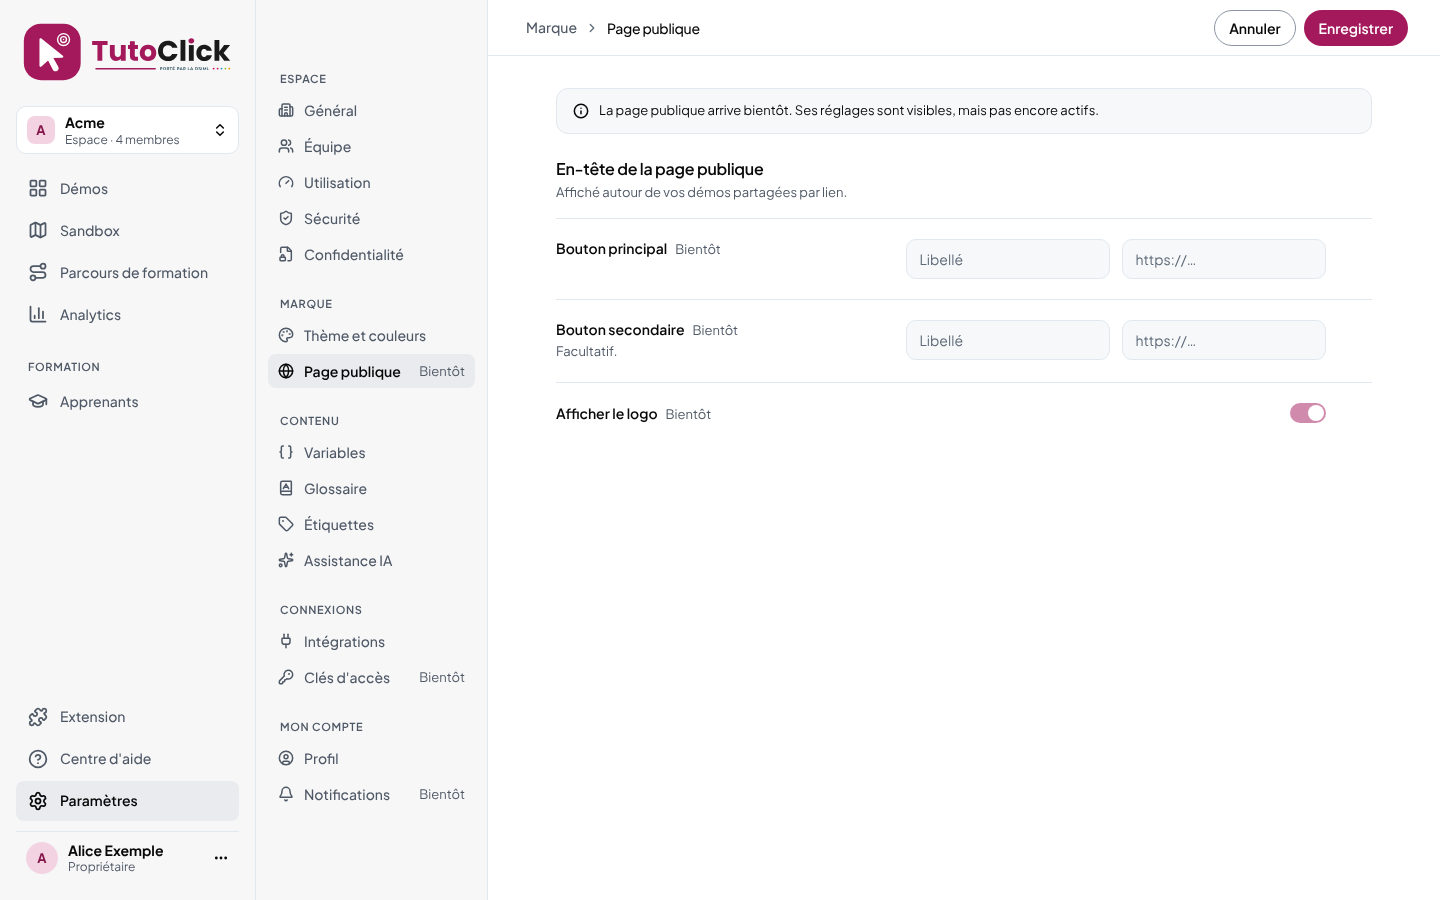 TutoClick
PORTÉ PAR LA DSIML
A
Acme
Espace · 4 membres
Démos
Sandbox
Parcours de formation
Analytics
FORMATION
Apprenants
Extension
Centre d'aide
Paramètres
A
Alice Exemple
Propriétaire
ESPACE
Général
Équipe
Utilisation
Sécurité
Confidentialité
MARQUE
Thème et couleurs
Page publique Bientôt
CONTENU
Variables
Glossaire
Étiquettes
Assistance IA
CONNEXIONS
Intégrations
Clés d'accès Bientôt
MON COMPTE
Profil
Notifications Bientôt
Marque > Page publique
Annuler
Enregistrer
La page publique arrive bientôt. Ses réglages sont visibles, mais pas encore actifs.
En-tête de la page publique
Affiché autour de vos démos partagées par lien.
Bouton principal Bientôt
Libellé
https://…
Bouton secondaire Bientôt
Facultatif.
Libellé
https://…
Afficher le logo Bientôt